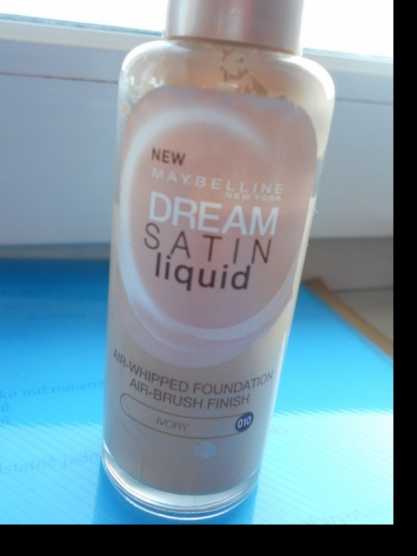 NEW
MAYBELLINE
NEW YORK
DREAM
SATIN
liquid
AIR-WHIPPED FOUNDATION
AIR-BRUSH FINISH
IVORY 010